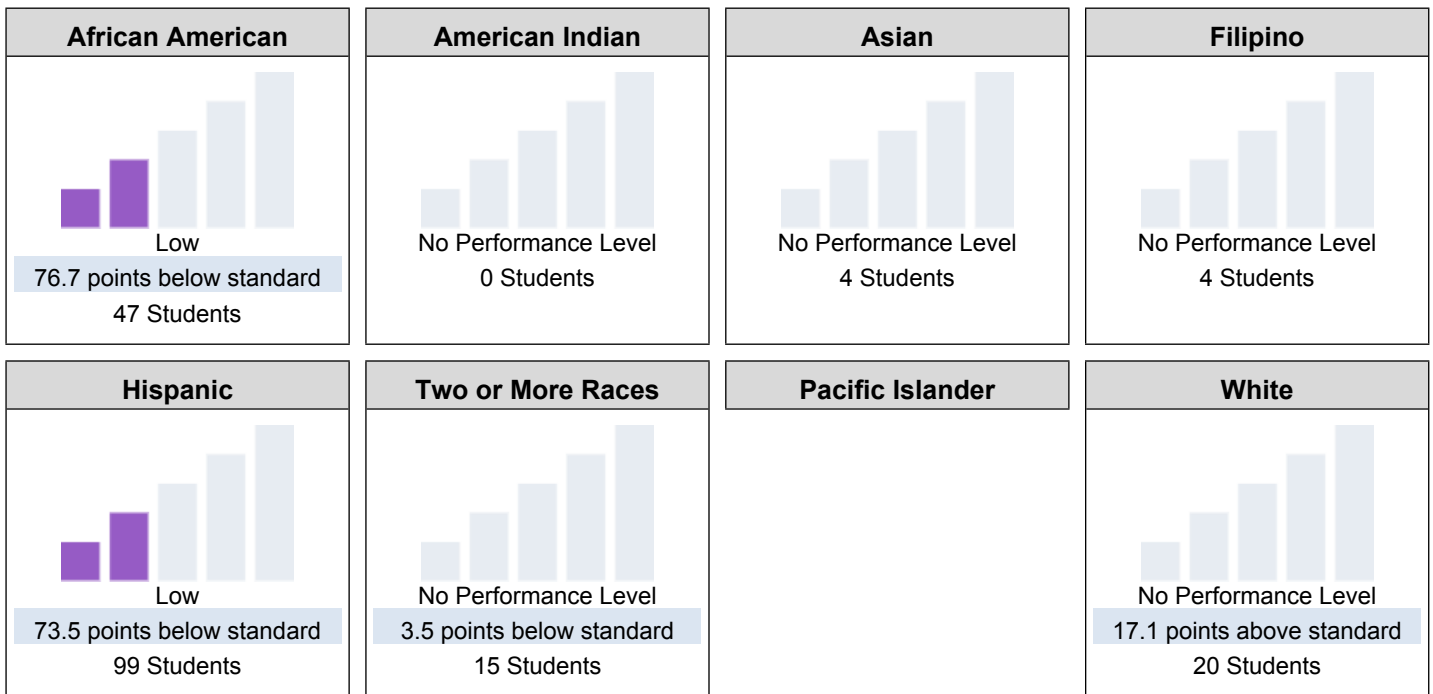 African American
Low
76.7 points below standard
47 Students
American Indian
No Performance Level
0 Students
Asian
No Performance Level
4 Students
Filipino
No Performance Level
4 Students
Hispanic
Low
73.5 points below standard
99 Students
Two or More Races
No Performance Level
3.5 points below standard
15 Students
Pacific Islander
White
No Performance Level
17.1 points above standard
20 Students